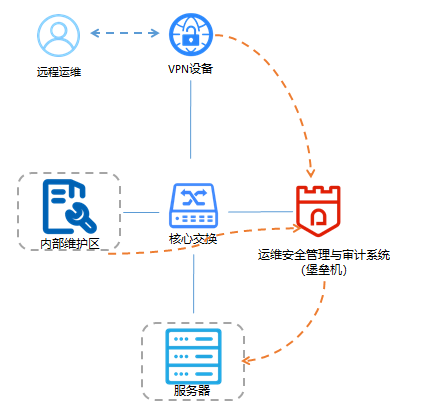 远程运维
VPN设备
内部维护区
核心交换
运维安全管理与审计系统
（堡垒机）
服务器